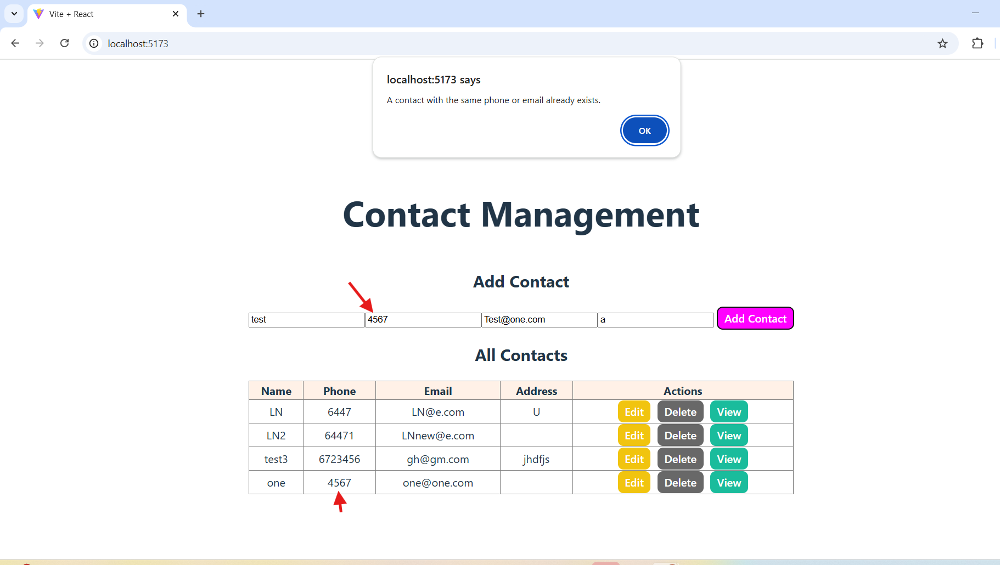 Vite + React
localhost:5173
localhost:5173 says
A contact with the same phone or email already exists.
OK
Contact Management
Add Contact
test 4567 Test@one.com a Add Contact
All Contacts
Name Phone Email Address Actions
LN 6447 LN@e.com U Edit Delete View
LN2 64471 LNnew@e.com Edit Delete View
test3 6723456 gh@gm.com jhdfjs Edit Delete View
one 4567 one@one.com Edit Delete View